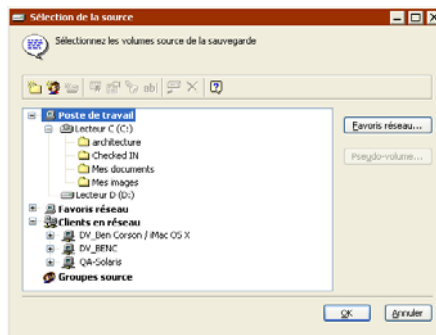 Sélection de la source
Sélectionnez les volumes source de la sauvegarde
ab|
Poste de travail
Lecteur C (C:)
architecture
Checked IN
Mes documents
Mes images
Lecteur D (D:)
Favoris réseau
Clients en réseau
DV_Ben Corson / iMac OS X
DV_BENC
QA-Solaris
Groupes source
Favoris réseau...
Pseudo-volume...
OK
Annuler